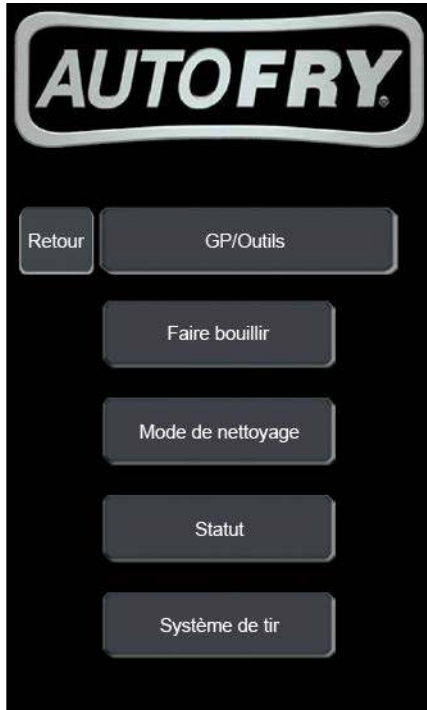 AUTOFRY®
Retour GP/Outils
Faire bouillir
Mode de nettoyage
Statut
Système de tir